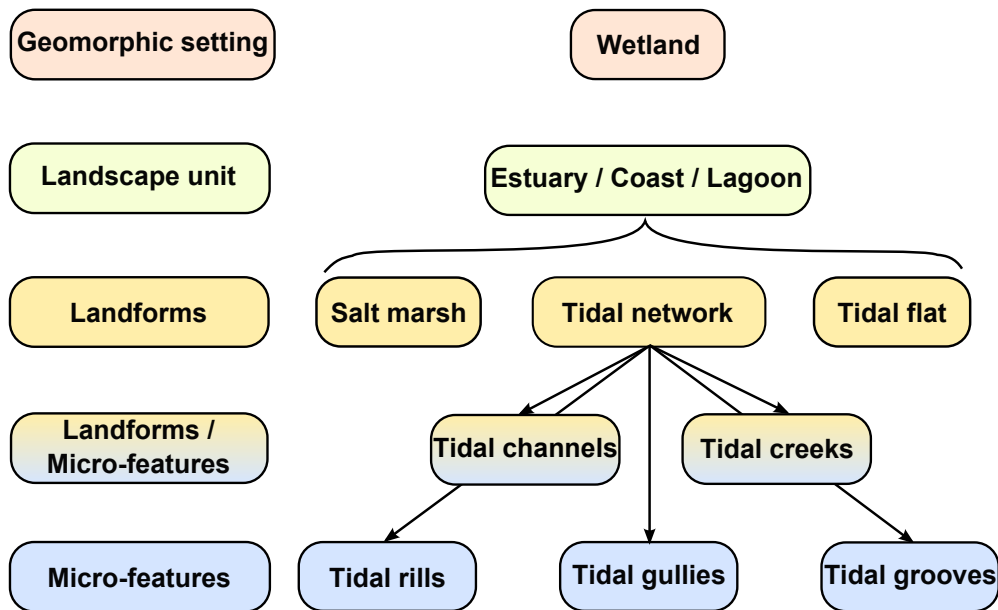 Geomorphic setting
Wetland
Landscape unit
Estuary / Coast / Lagoon
Landforms
Salt marsh
Tidal network
Tidal flat
Landforms /
Micro-features
Tidal channels
Tidal creeks
Micro-features
Tidal rills
Tidal gullies
Tidal grooves